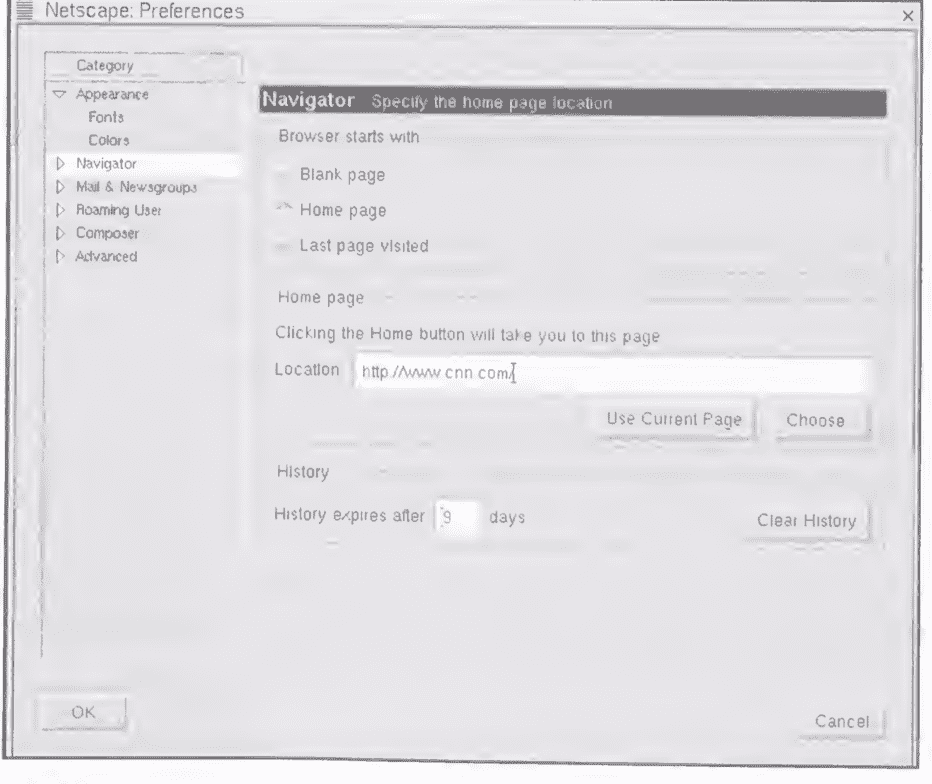 Netscape: Preferences
Category
Appearance
Fonts
Colors
Navigator
Mail & Newsgroups
Roaming User
Composer
Advanced
Navigator Specify the home page location
Browser starts with
Blank page
Home page
Last page visited
Home page
Clicking the Home button will take you to this page
Location http://www.cnn.com/
Use Current Page Choose
History
History expires after 9 days Clear History
OK Cancel